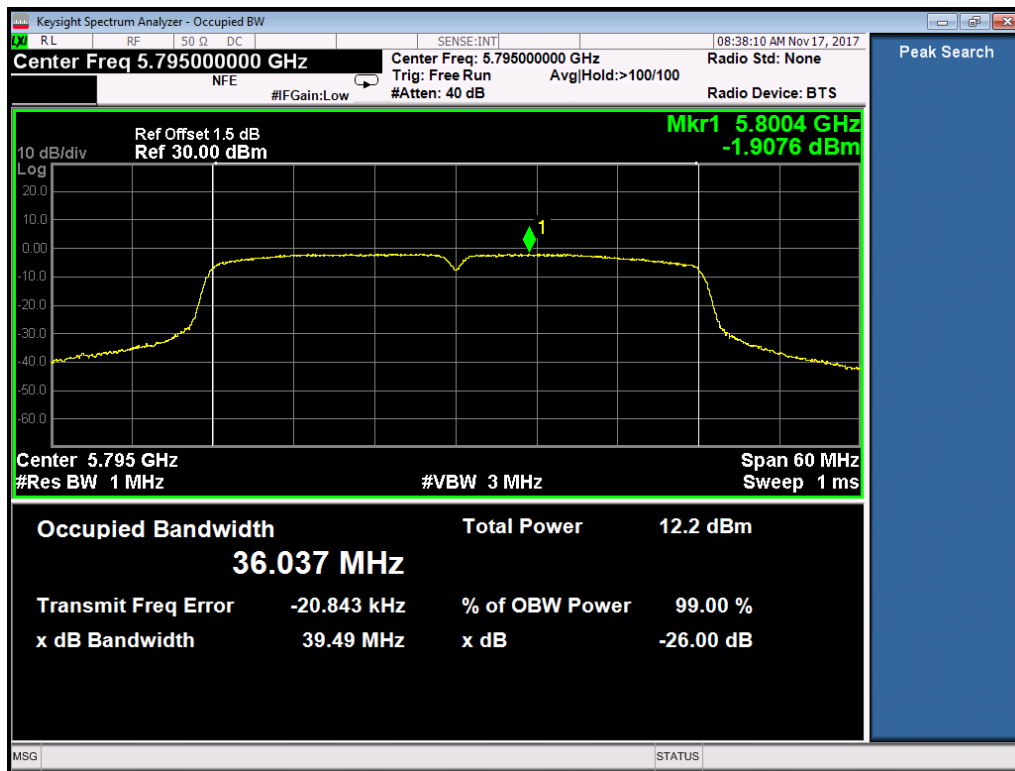 Keysight Spectrum Analyzer - Occupied BW
LXI RL RF 50 Ω DC SENSE:INT 08:38:10 AM Nov 17, 2017
Center Freq 5.795000000 GHz
NFE
#IFGain:Low
Center Freq: 5.795000000 GHz
Trig: Free Run Avg|Hold:>100/100
#Atten: 40 dB
Radio Std: None
Radio Device: BTS
Peak Search
Mkr1 5.8004 GHz
-1.9076 dBm
Ref Offset 1.5 dB
10 dB/div Ref 30.00 dBm
Log
20.0
10.0
0.00
-10.0
-20.0
-30.0
-40.0
-50.0
-60.0
1
Center 5.795 GHz Span 60 MHz
#Res BW 1 MHz #VBW 3 MHz Sweep 1 ms
Occupied Bandwidth Total Power 12.2 dBm
36.037 MHz
Transmit Freq Error -20.843 kHz % of OBW Power 99.00 %
x dB Bandwidth 39.49 MHz x dB -26.00 dB
MSG STATUS